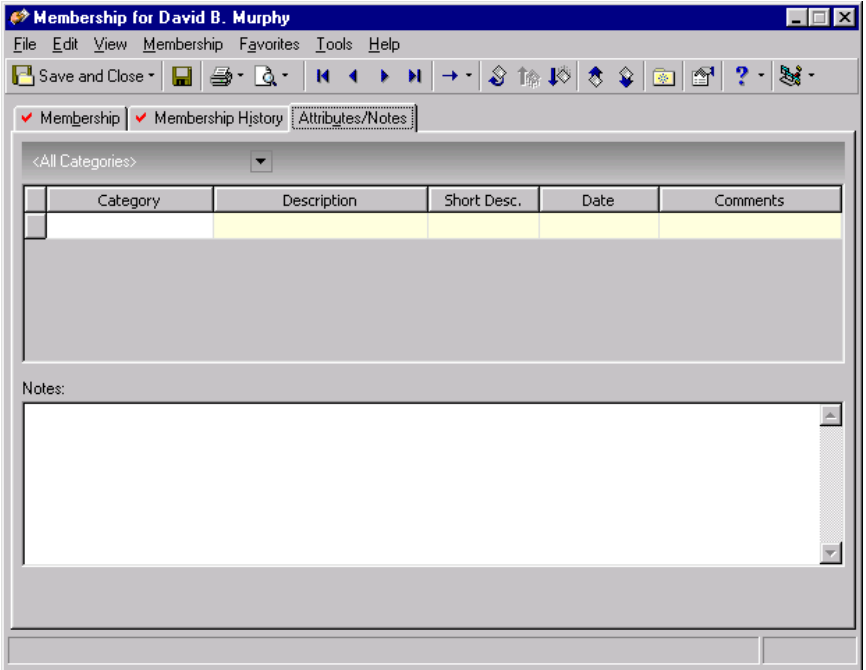 Membership for David B. Murphy
File Edit View Membership Favorites Tools Help
Save and Close ?
Membership Membership History Attributes/Notes
<All Categories>
Category Description Short Desc. Date Comments
Notes: